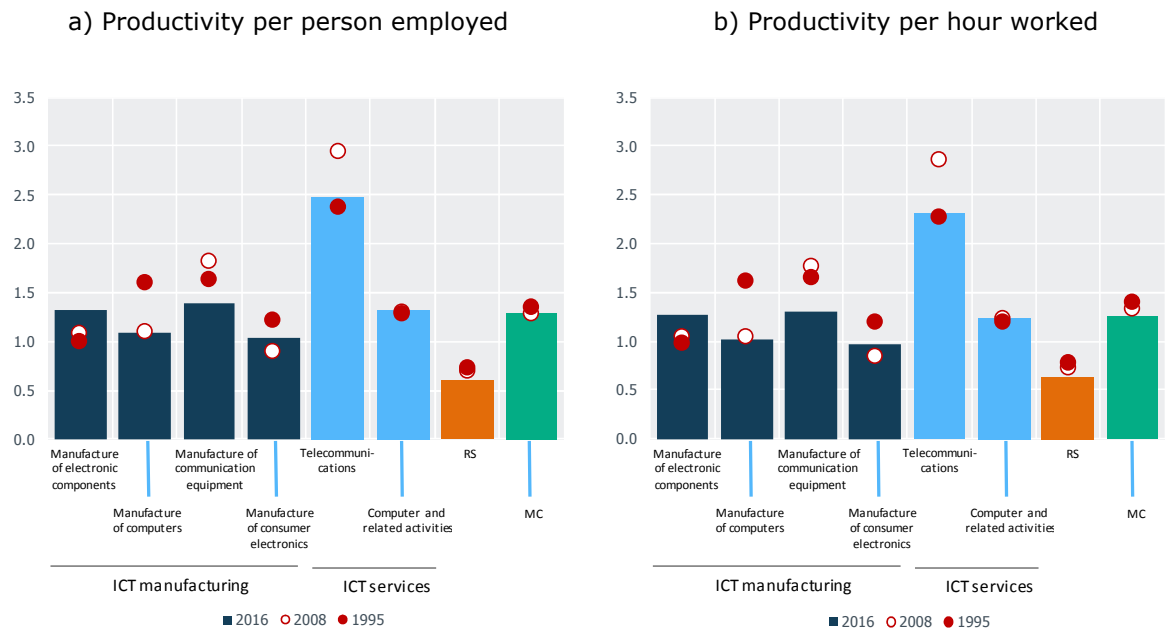 a) Productivity per person employed
3.5
3.0
2.5
2.0
1.5
1.0
0.5
0.0
Manufacture
of electronic
components
Manufacture
of computers
Manufacture of
communication
equipment
Manufacture
of consumer
electronics
Telecommuni-
cations
Computer and
related activities
RS
MC
ICT manufacturing
ICT services
2016
2008
1995
b) Productivity per hour worked
3.5
3.0
2.5
2.0
1.5
1.0
0.5
0.0
Manufacture
of electronic
components
Manufacture
of computers
Manufacture of
communication
equipment
Manufacture
of consumer
electronics
Telecommuni-
cations
Computer and
related activities
RS
MC
ICT manufacturing
ICT services
2016
2008
1995